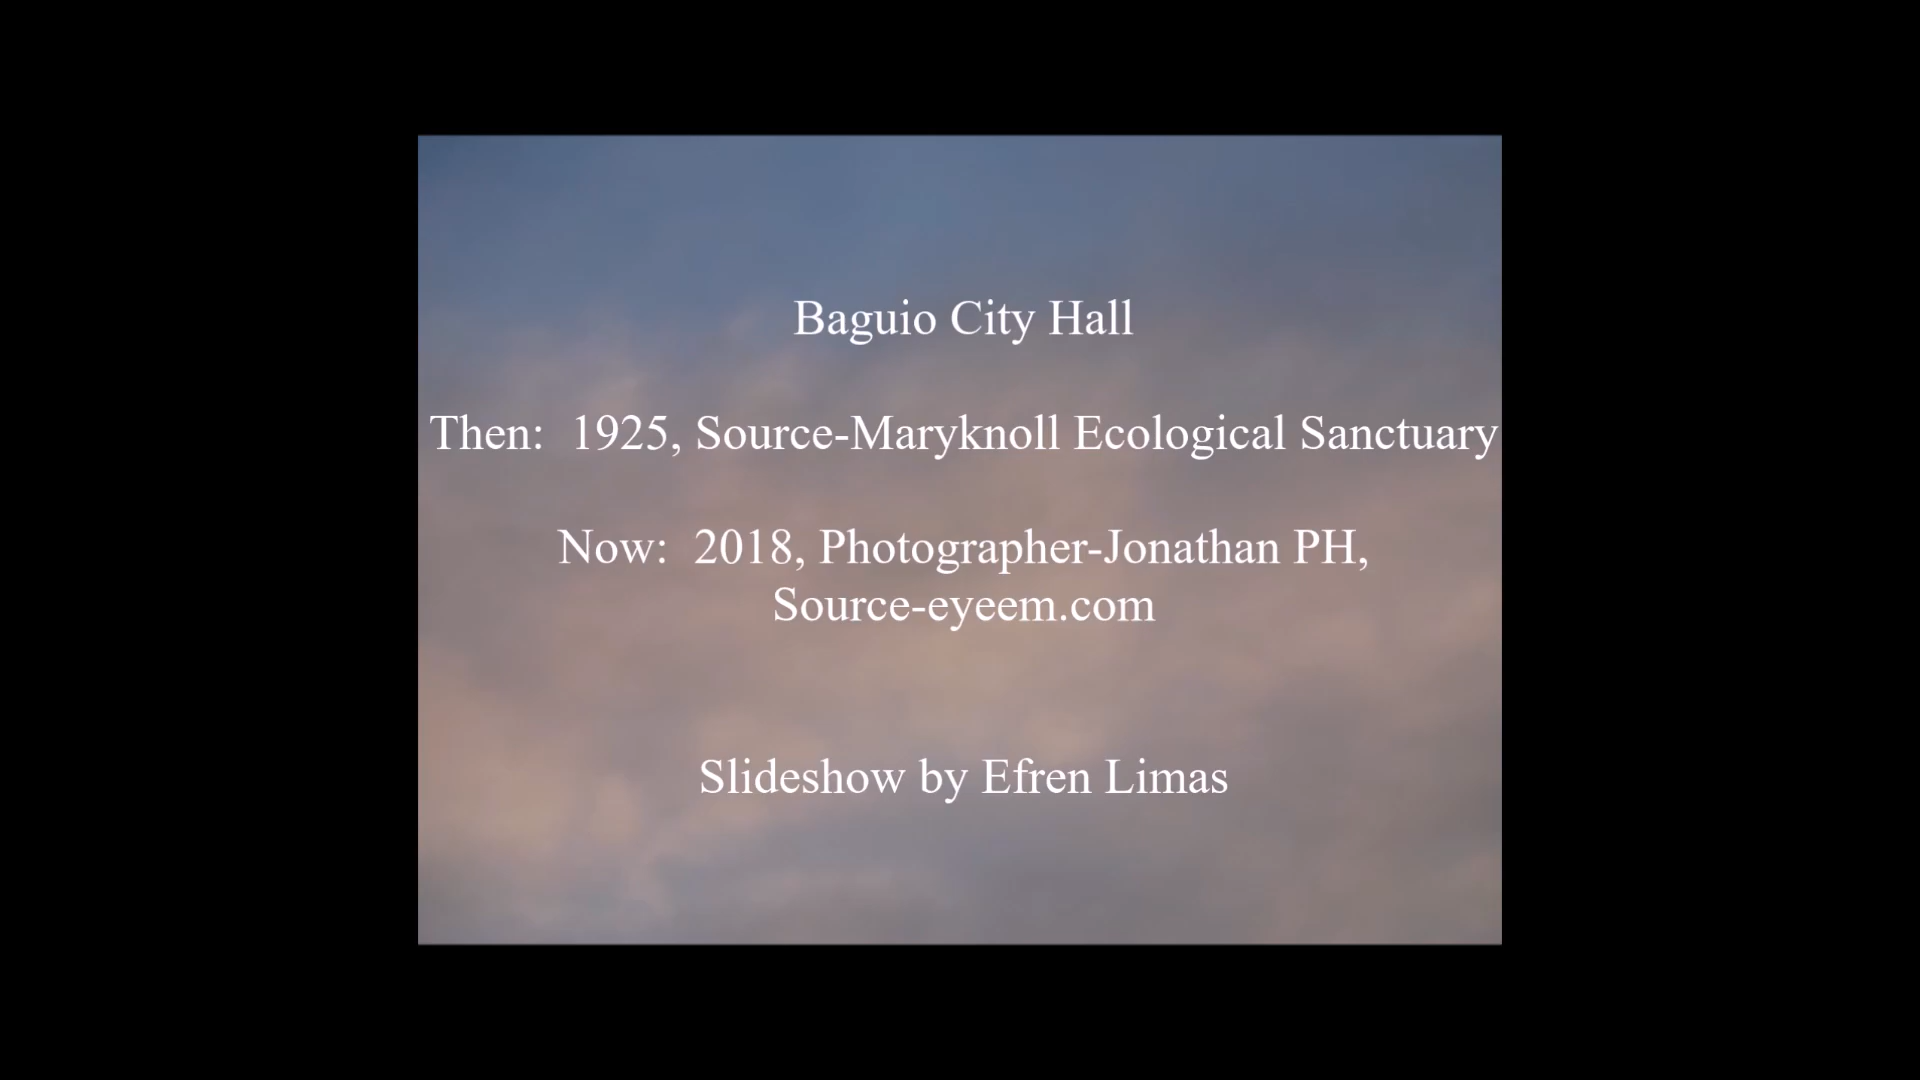 Baguio City Hall
Then:  1925, Source-Maryknoll Ecological Sanctuary
Now:  2018, Photographer-Jonathan PH,
Source-eyeem.com
Slideshow by Efren Limas